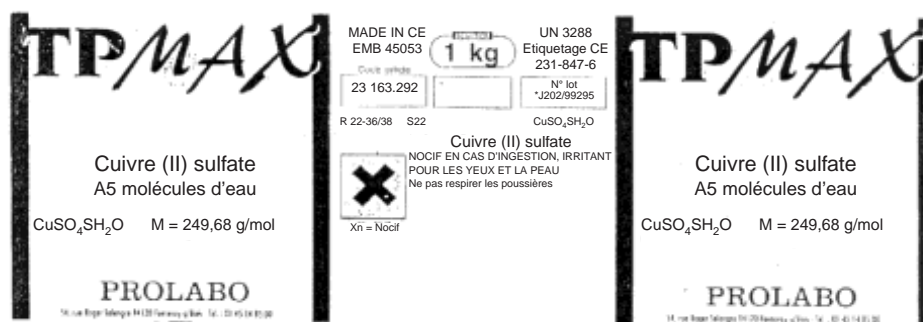 TPMAX
Cuivre (II) sulfate
A5 molécules d'eau
CuSO4SH2O M = 249,68 g/mol
PROLABO
MADE IN CE
EMB 45053
1 kg
UN 3288
Etiquetage CE
231-847-6
23 163.292
N° lot
*J202/99295
R 22-36/38 S22
CuSO4SH2O
Cuivre (II) sulfate
NOCIF EN CAS D'INGESTION, IRRITANT
POUR LES YEUX ET LA PEAU
Ne pas respirer les poussières
Xn = Nocif
TPMAX
Cuivre (II) sulfate
A5 molécules d'eau
CuSO4SH2O M = 249,68 g/mol
PROLABO